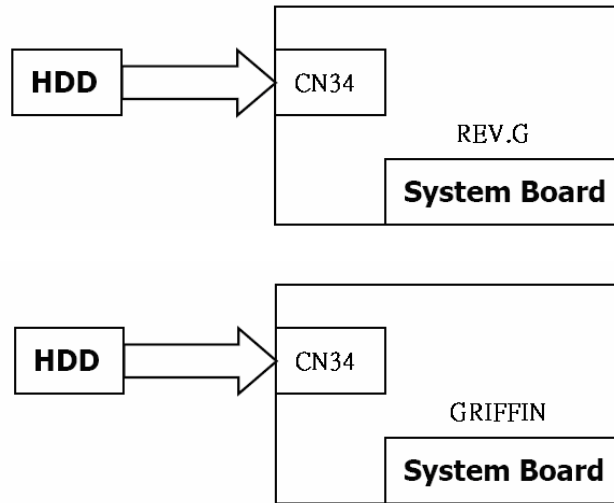 HDD
CN34
REV.G
System Board
HDD
CN34
GRIFFIN
System Board